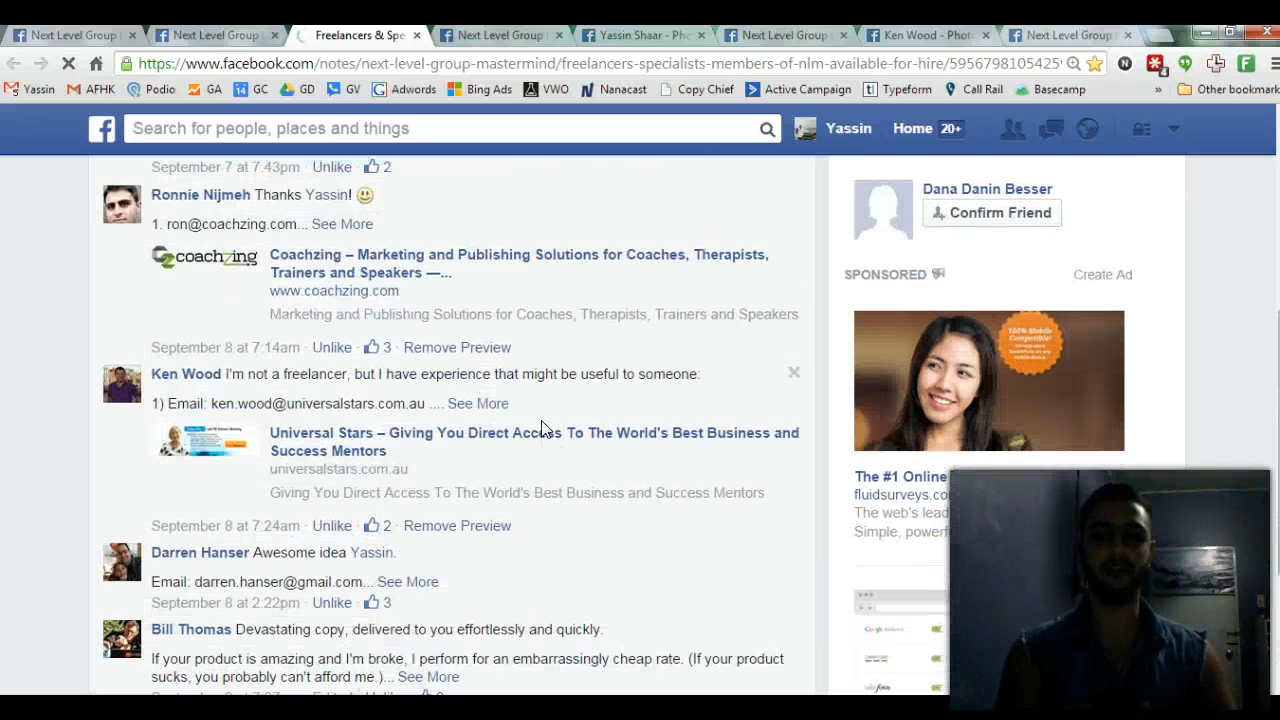 Next Level Group
Next Level Group
Freelancers & Spe
Next Level Group
Yassin Shaar - Pho
Next Level Group
Ken Wood - Photo
Next Level Group
https://www.facebook.com/notes/next-level-group-mastermind/freelancers-specialists-members-of-nlm-available-for-hire/5956798105429
Yassin AFHK Podio GA GC GD GV Adwords Bing Ads VWO Nanacast Copy Chief Active Campaign Typeform Call Rail Basecamp » Other bookmark
Search for people, places and things
Yassin Home 20+
September 7 at 7:43pm Unlike 2
Ronnie Nijmeh Thanks Yassin!
1. ron@coachzing.com... See More
coachzing
Coachzing – Marketing and Publishing Solutions for Coaches, Therapists,
Trainers and Speakers —...
www.coachzing.com
Marketing and Publishing Solutions for Coaches, Therapists, Trainers and Speakers
September 8 at 7:14am Unlike 3 Remove Preview
Ken Wood I'm not a freelancer, but I have experience that might be useful to someone:
1) Email: ken.wood@universalstars.com.au .... See More
Universal Stars – Giving You Direct Access To The World's Best Business and
Success Mentors
universalstars.com.au
Giving You Direct Access To The World's Best Business and Success Mentors
September 8 at 7:24am Unlike 2 Remove Preview
Darren Hanser Awesome idea Yassin.
Email: darren.hanser@gmail.com... See More
September 8 at 2:22pm Unlike 3
Bill Thomas Devastating copy, delivered to you effortlessly and quickly.
If your product is amazing and I'm broke, I perform for an embarrassingly cheap rate. (If your product
sucks, you probably can't afford me.)... See More
Dana Danin Besser
Confirm Friend
SPONSORED Create Ad
100% Mobile
Compatible!
The #1 Online
fluidsurveys.co
The web's lead
Simple, powerf